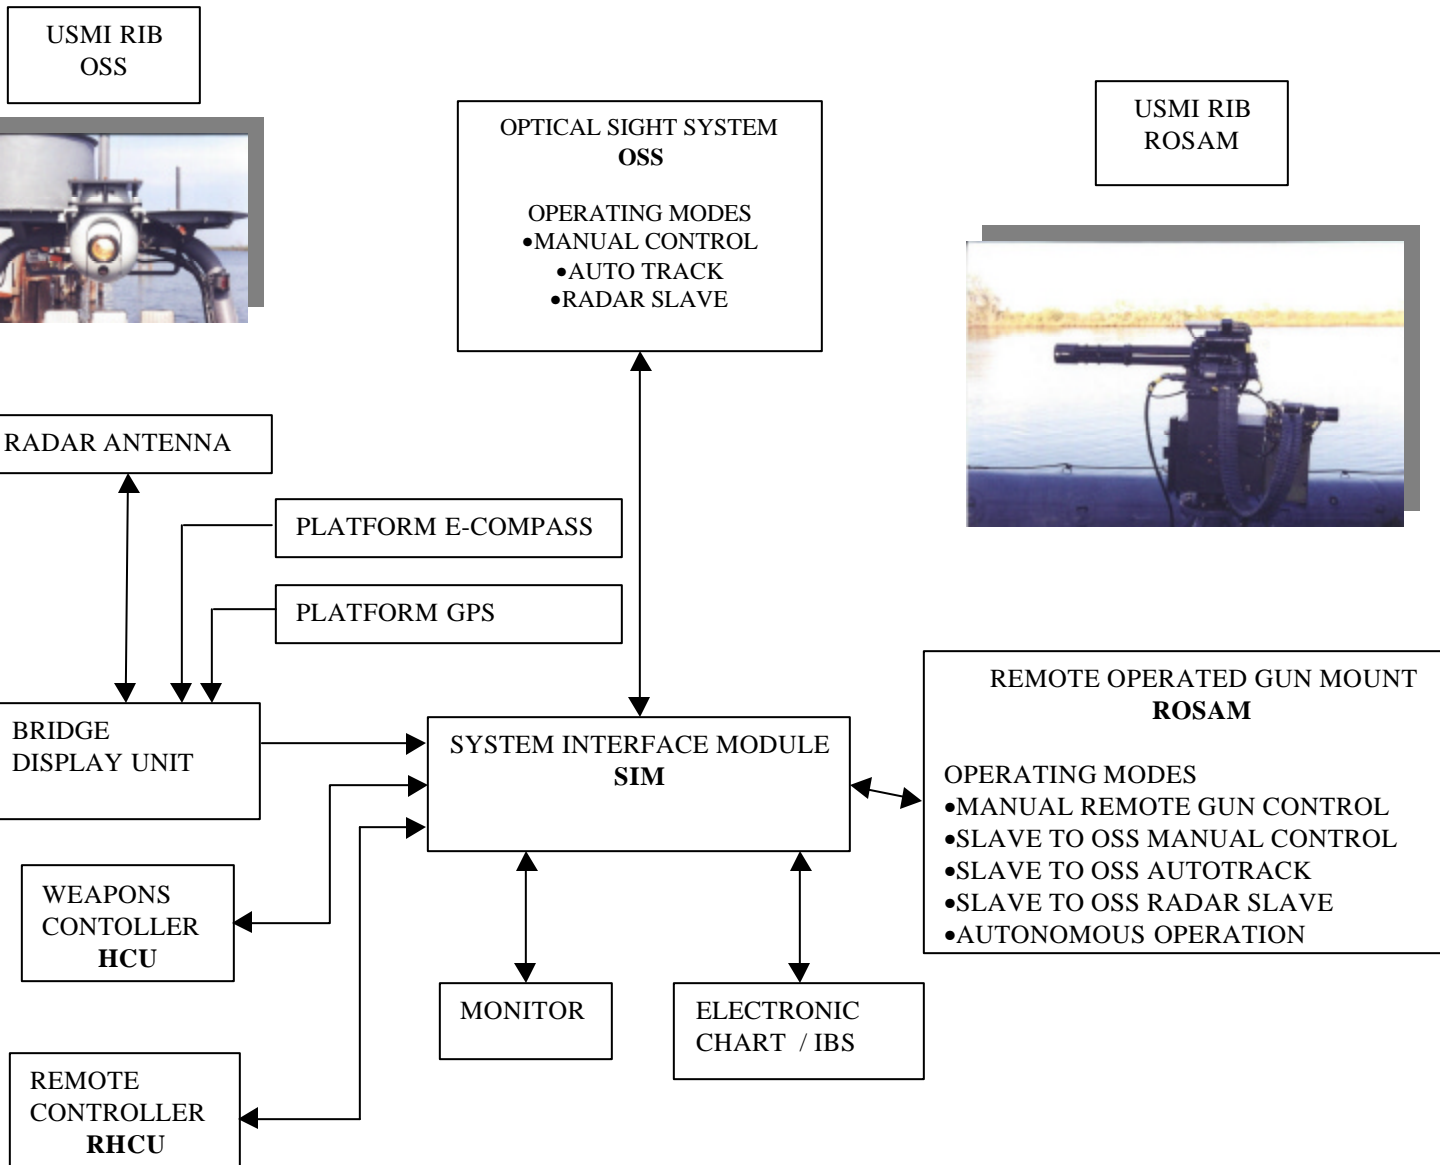 USMI RIB
OSS
OPTICAL SIGHT SYSTEM
OSS
OPERATING MODES
•MANUAL CONTROL
•AUTO TRACK
•RADAR SLAVE
USMI RIB
ROSAM
RADAR ANTENNA
PLATFORM E-COMPASS
PLATFORM GPS
BRIDGE
DISPLAY UNIT
SYSTEM INTERFACE MODULE
SIM
REMOTE OPERATED GUN MOUNT
ROSAM
OPERATING MODES
•MANUAL REMOTE GUN CONTROL
•SLAVE TO OSS MANUAL CONTROL
•SLAVE TO OSS AUTOTRACK
•SLAVE TO OSS RADAR SLAVE
•AUTONOMOUS OPERATION
WEAPONS
CONTOLLER
HCU
MONITOR
ELECTRONIC
CHART / IBS
REMOTE
CONTROLLER
RHCU